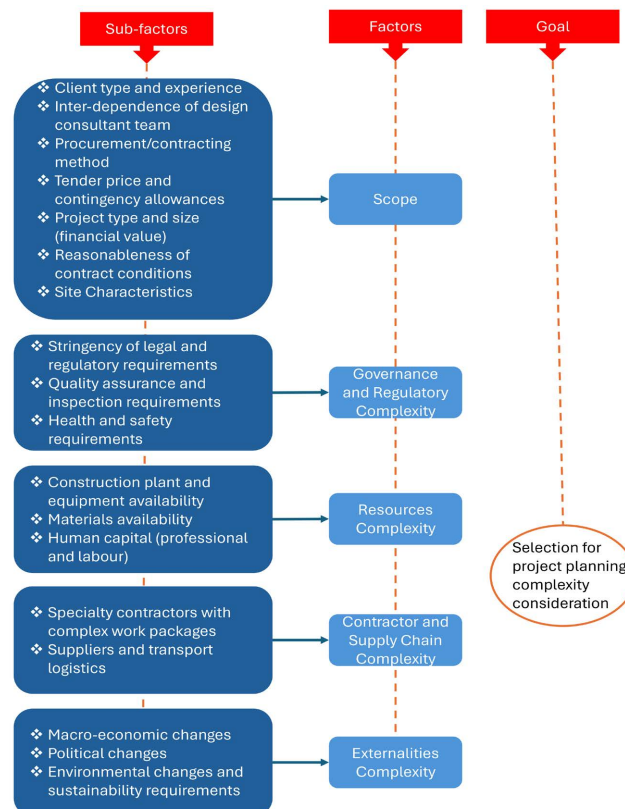 Sub-factors
Factors
Goal
❖ Client type and experience
❖ Inter-dependence of design
consultant team
❖ Procurement/contracting
method
❖ Tender price and
contingency allowances
❖ Project type and size
(financial value)
❖ Reasonableness of
contract conditions
❖ Site Characteristics
Scope
❖ Stringency of legal and
regulatory requirements
❖ Quality assurance and
inspection requirements
❖ Health and safety
requirements
Governance
and Regulatory
Complexity
❖ Construction plant and
equipment availability
❖ Materials availability
❖ Human capital (professional
and labour)
Resources
Complexity
Selection for
project planning
complexity
consideration
❖ Specialty contractors with
complex work packages
❖ Suppliers and transport
logistics
Contractor and
Supply Chain
Complexity
❖ Macro-economic changes
❖ Political changes
❖ Environmental changes and
sustainability requirements
Externalities
Complexity